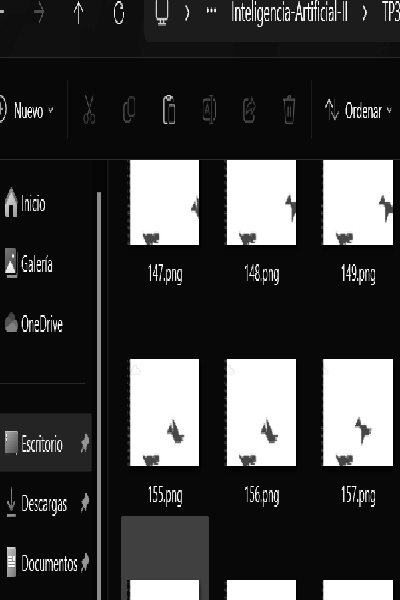 Inteligencia-Artificial-II > TP3
Nuevo
Ordenar
Inicio
Galería
OneDrive
Escritorio
Descargas
Documentos
147.png
148.png
149.png
155.png
156.png
157.png